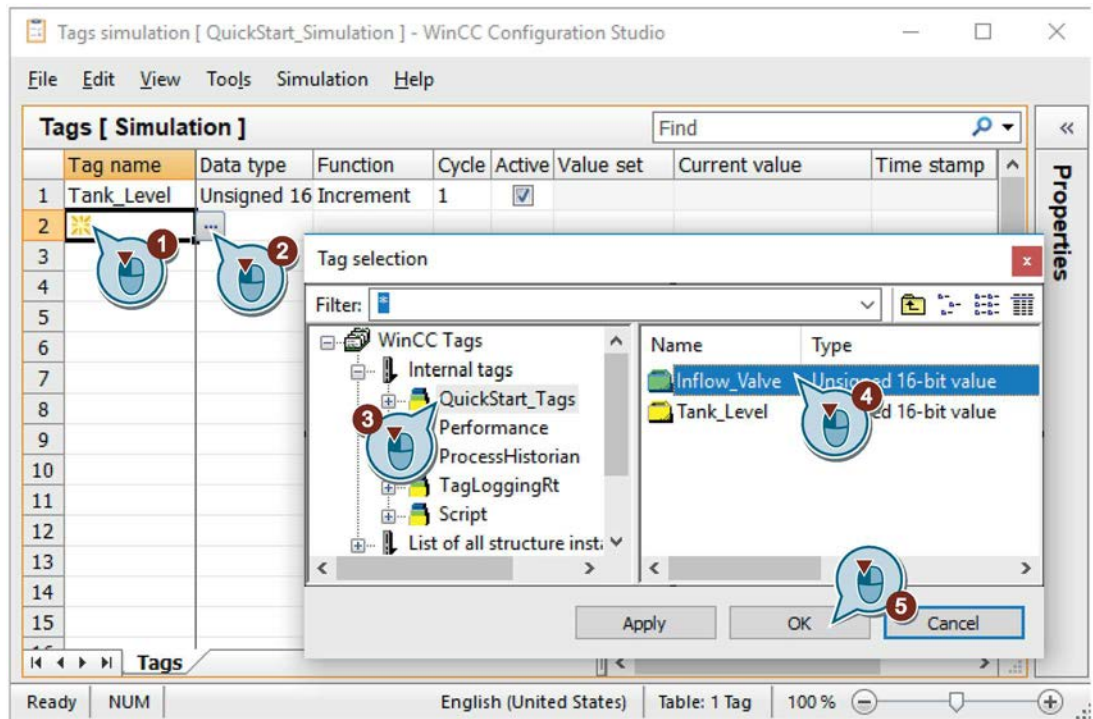 Tags simulation [ QuickStart_Simulation ] - WinCC Configuration Studio
File Edit View Tools Simulation Help
Tags [ Simulation ]
Find
Properties
Tag name Data type Function Cycle Active Value set Current value Time stamp
1 Tank_Level Unsigned 16 Increment 1
2 ...
1
2
3
4
5
6
7
8
9
10
11
12
13
14
15
Tag selection
Filter: *
WinCC Tags
Internal tags
QuickStart_Tags
3
Performance
ProcessHistorian
TagLoggingRt
Script
List of all structure inst
Name Type
Inflow_Valve Unsigned 16-bit value
4
Tank_Level 16-bit value
Apply OK Cancel
5
Tags
Ready NUM English (United States) Table: 1 Tag 100 %